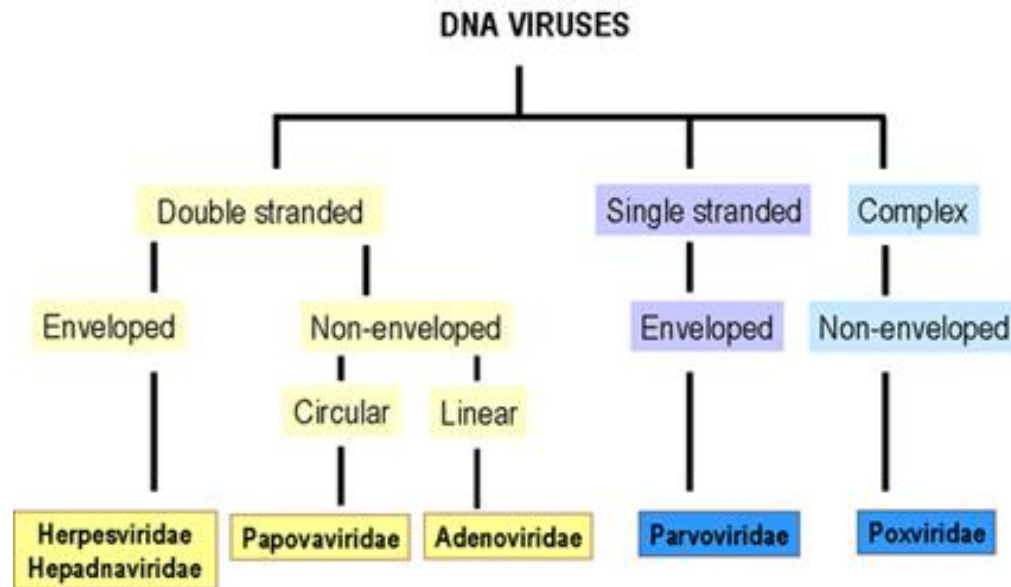 DNA VIRUSES
Double stranded
Single stranded
Complex
Enveloped
Non-enveloped
Enveloped
Non-enveloped
Circular
Linear
Herpesviridae
Hepadnaviridae
Papovaviridae
Adenoviridae
Parvoviridae
Poxviridae